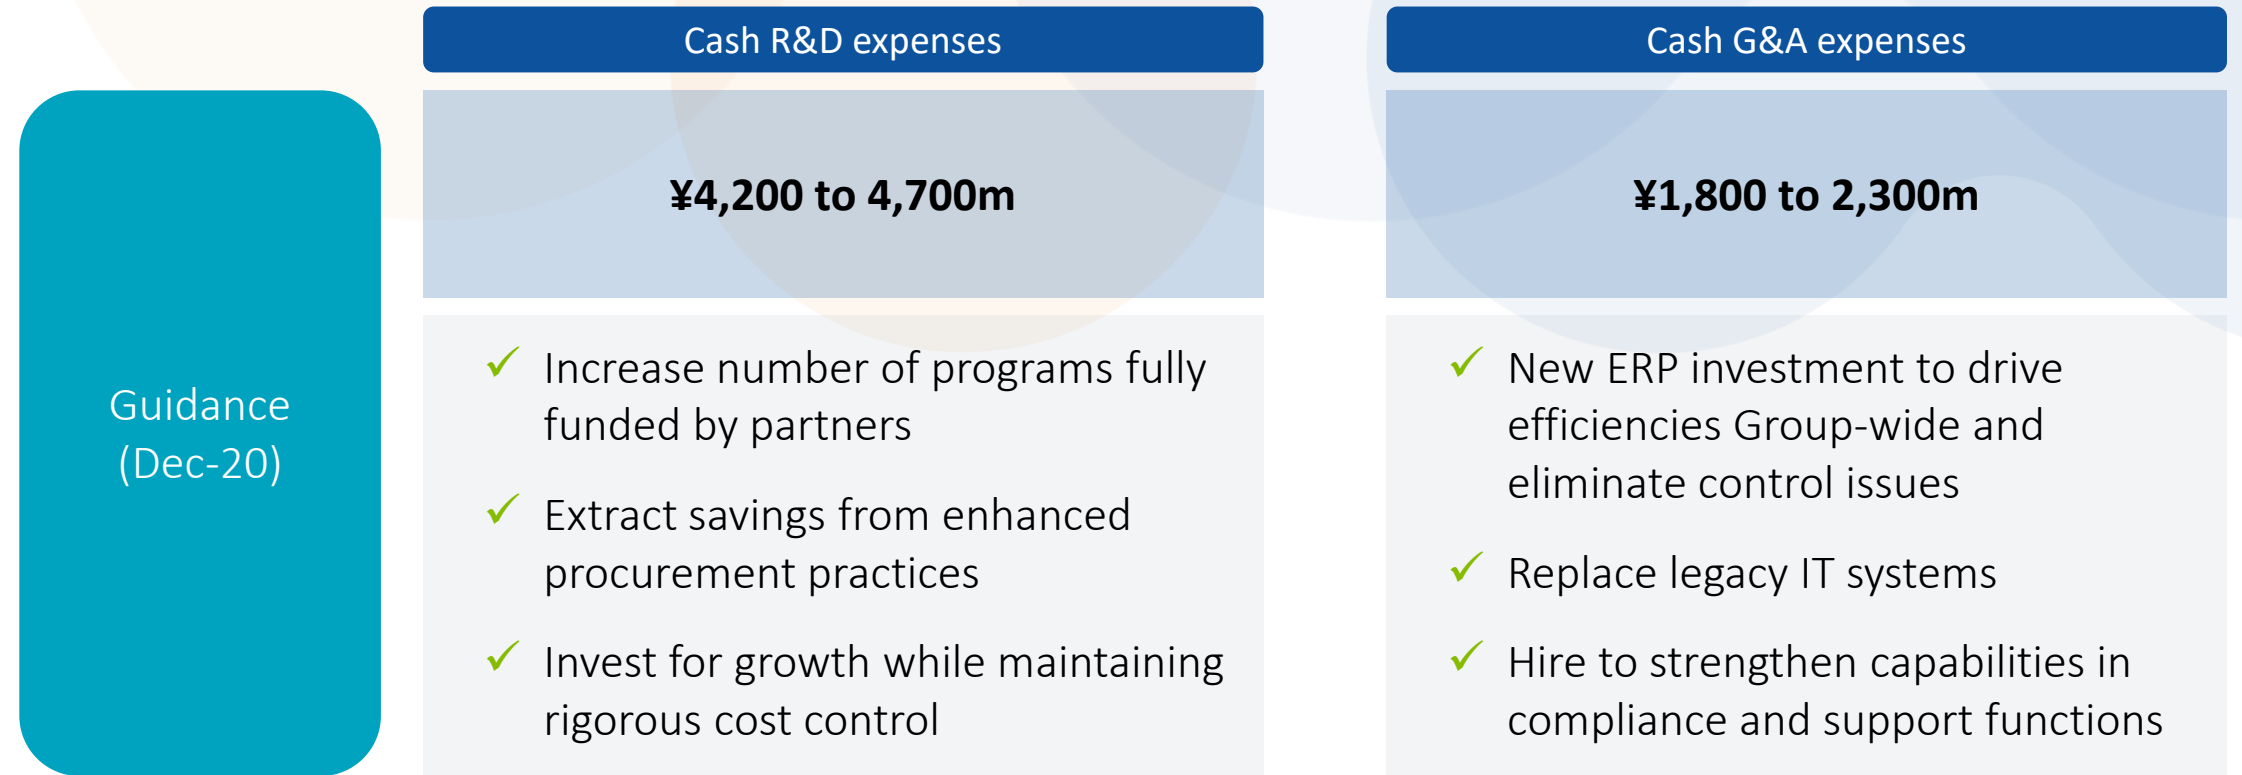 Cash R&D expenses
Cash G&A expenses
Guidance
(Dec-20)
¥4,200 to 4,700m
¥1,800 to 2,300m
Increase number of programs fully
funded by partners
Extract savings from enhanced
procurement practices
Invest for growth while maintaining
rigorous cost control
New ERP investment to drive
efficiencies Group-wide and
eliminate control issues
Replace legacy IT systems
Hire to strengthen capabilities in
compliance and support functions